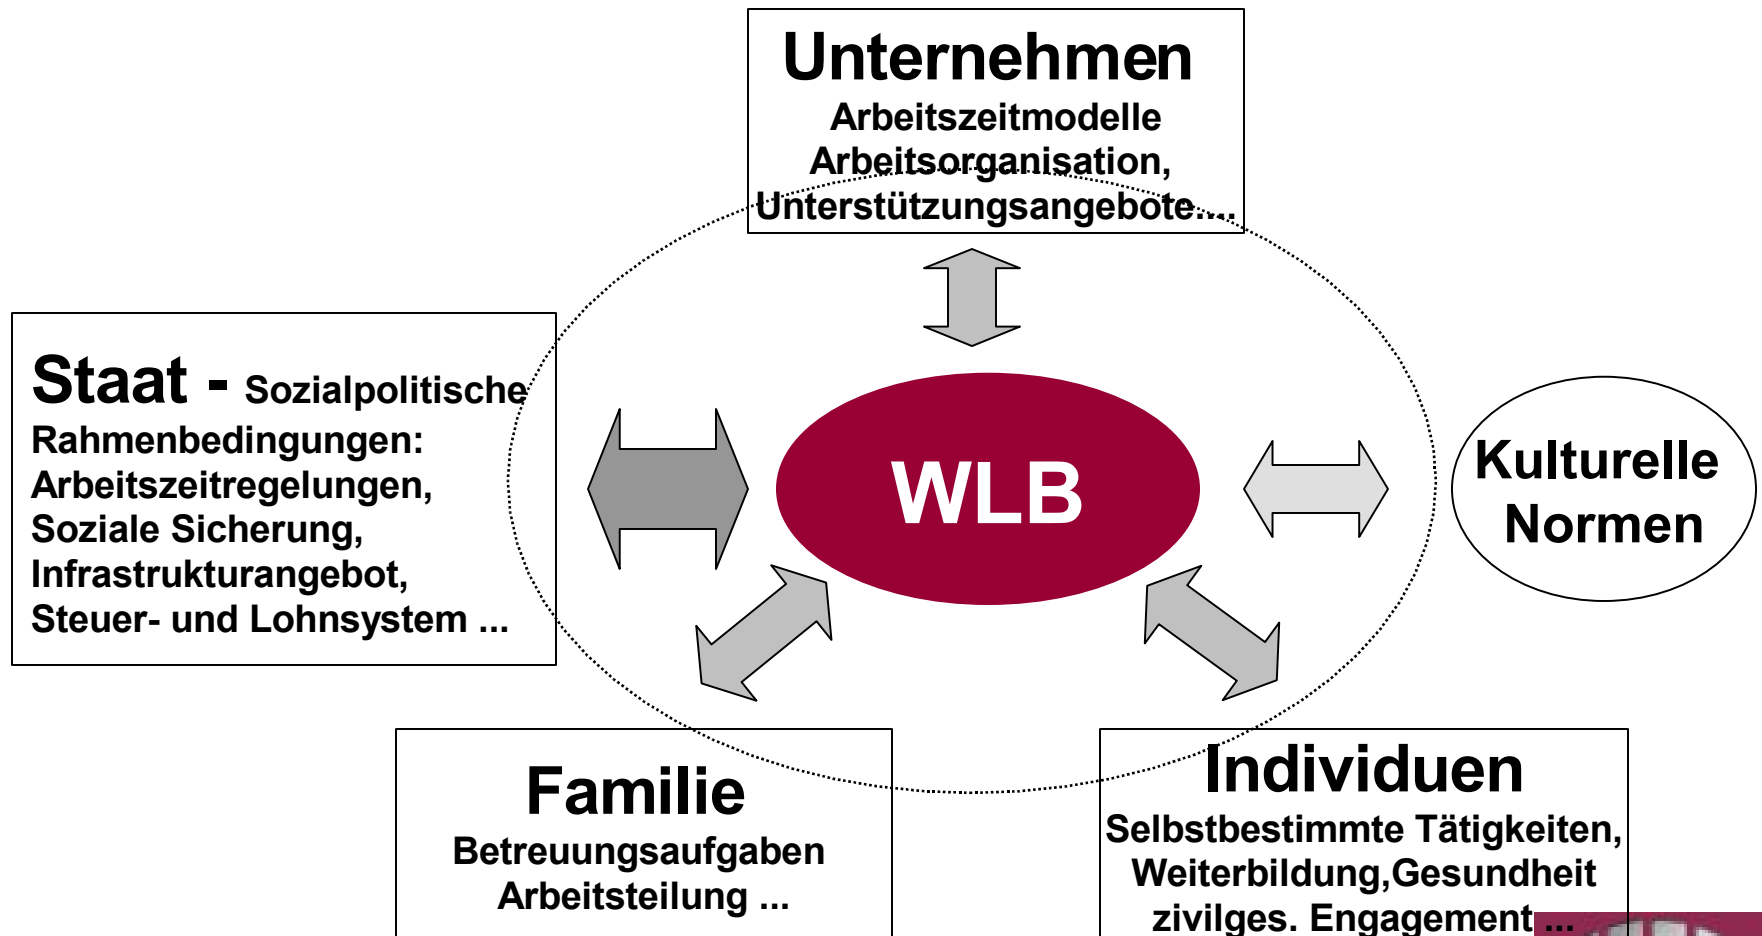 Unternehmen
Arbeitszeitmodelle
Arbeitsorganisation,
Unterstützungsangebote....
Staat - Sozialpolitische
Rahmenbedingungen:
Arbeitszeitregelungen,
Soziale Sicherung,
Infrastrukturangebot,
Steuer- und Lohnsystem ...
WLB
Kulturelle
Normen
Familie
Betreuungsaufgaben
Arbeitsteilung ...
Individuen
Selbstbestimmte Tätigkeiten,
Weiterbildung,Gesundheit
zivilges. Engagement ...